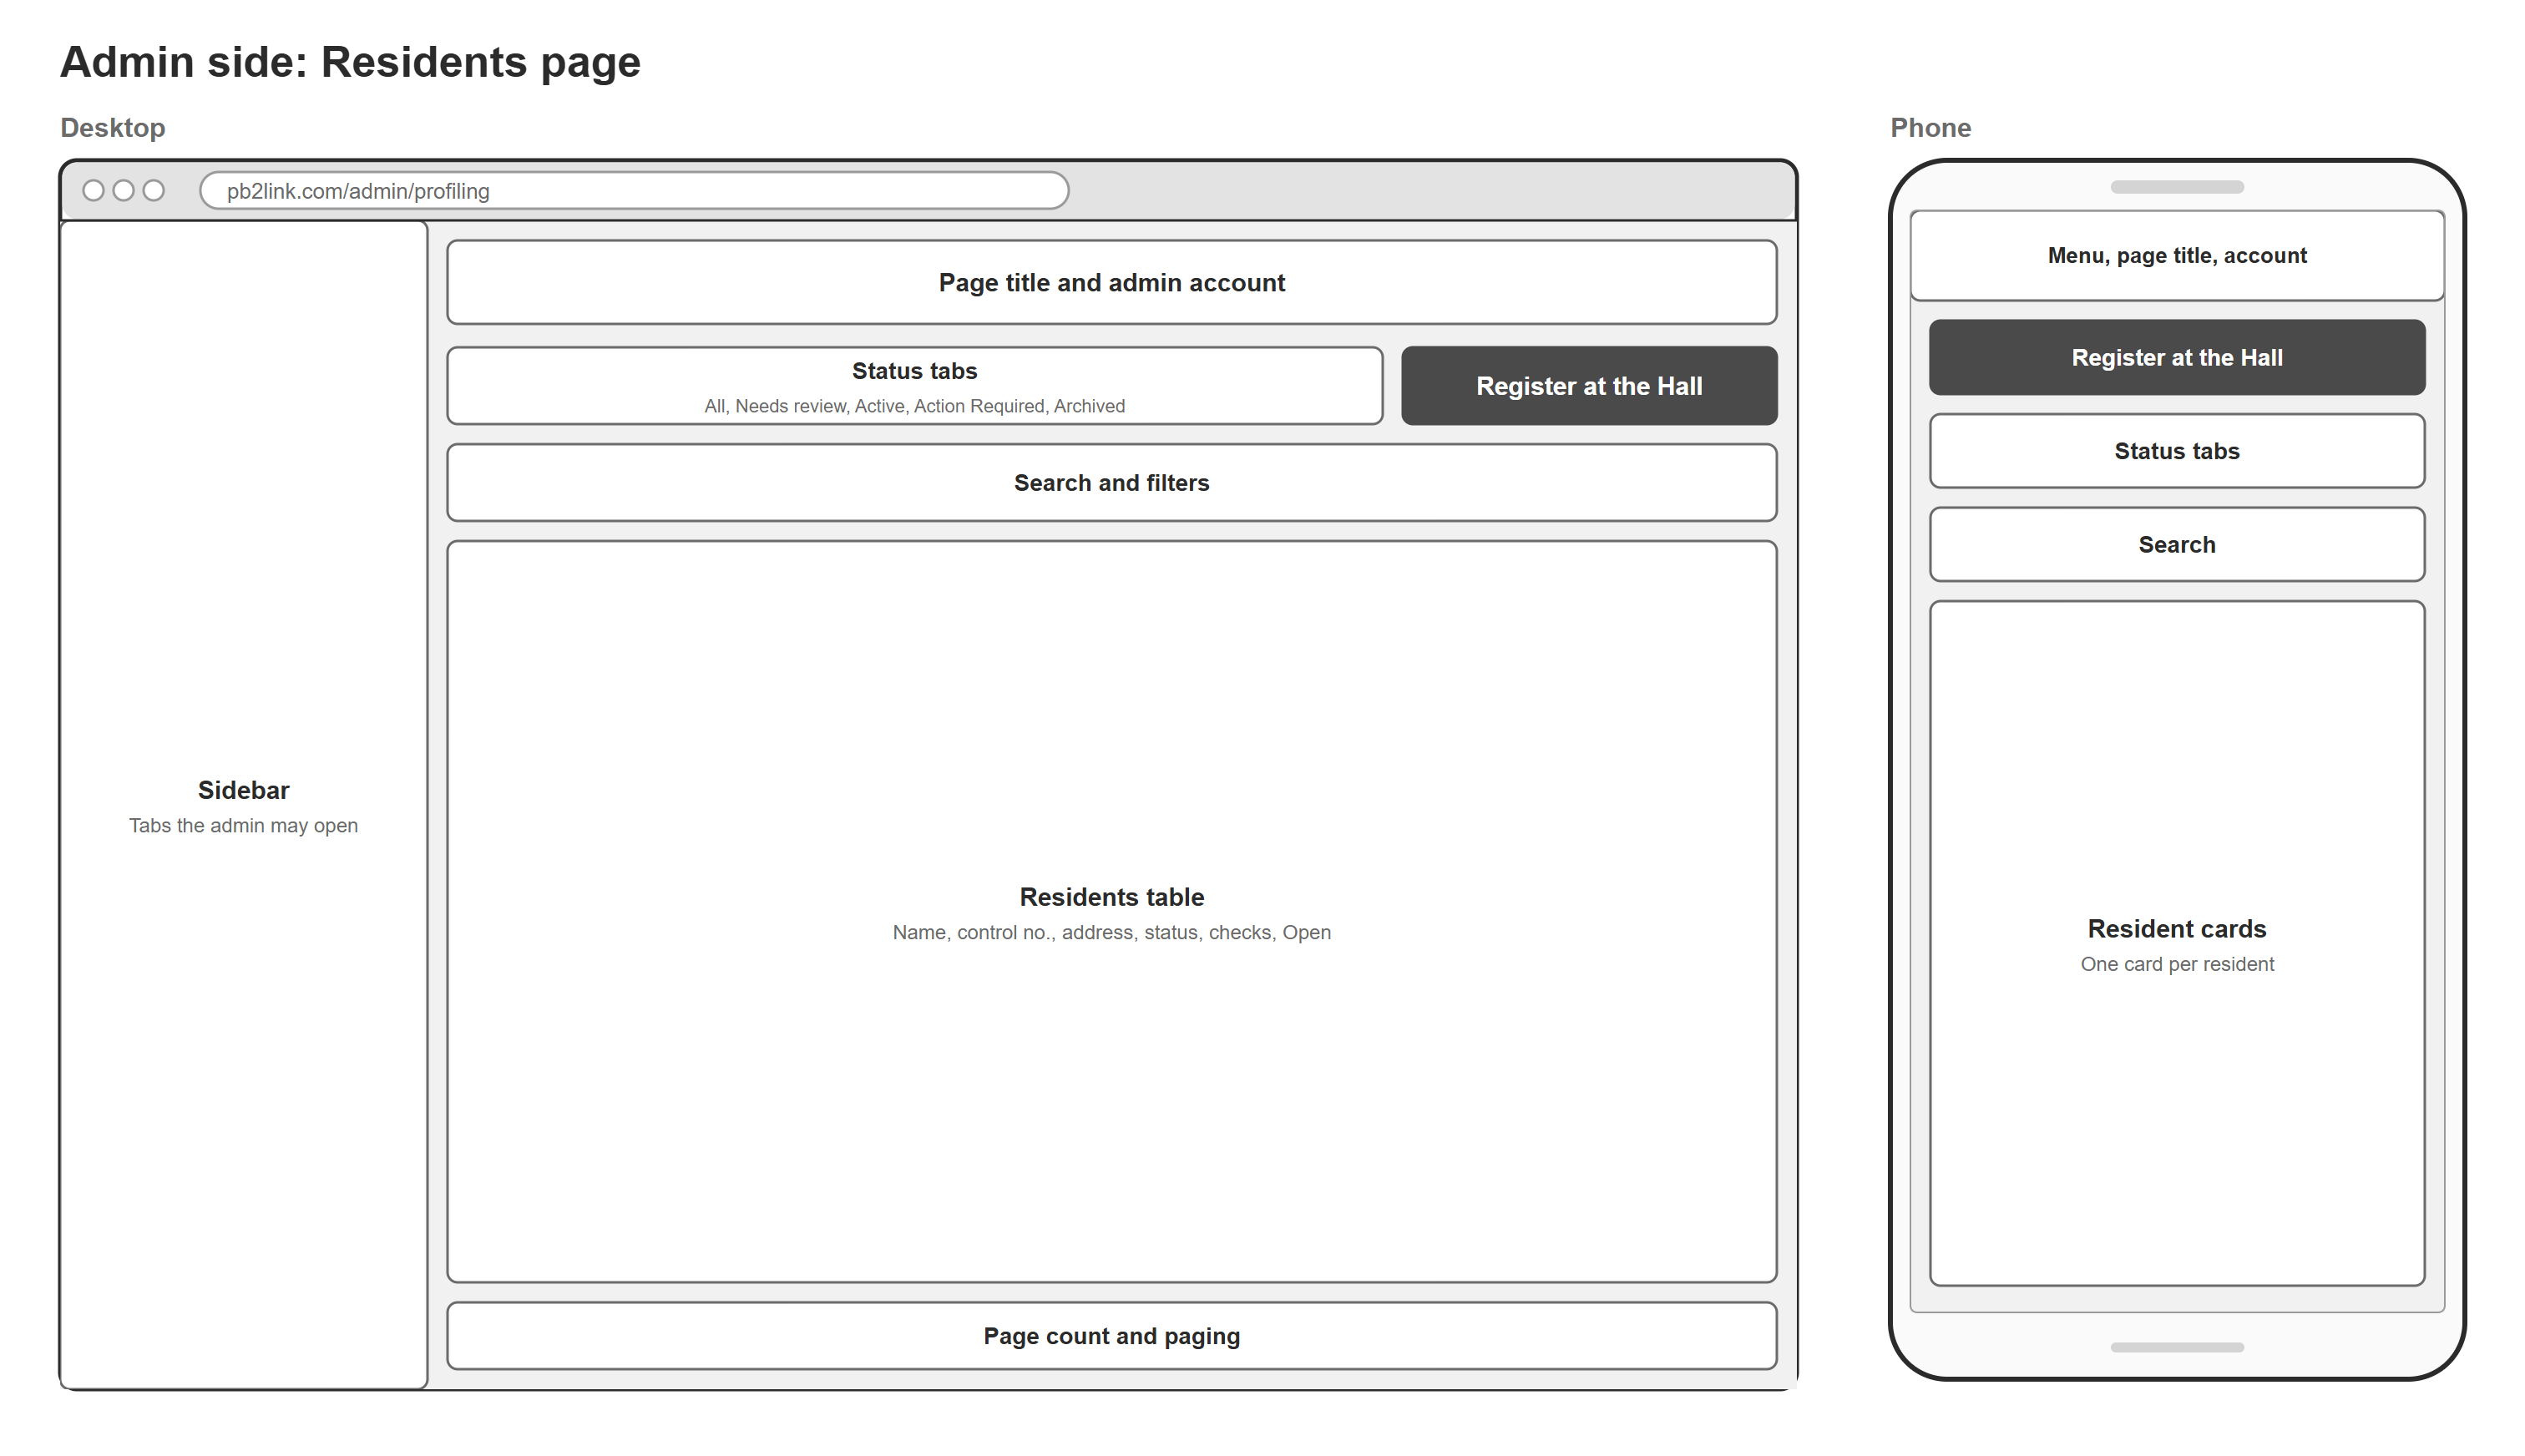 Admin side: Residents page
Desktop
pb2link.com/admin/profiling
Sidebar
Tabs the admin may open
Page title and admin account
Status tabs
All, Needs review, Active, Action Required, Archived
Register at the Hall
Search and filters
Residents table
Name, control no., address, status, checks, Open
Page count and paging
Phone
Menu, page title, account
Register at the Hall
Status tabs
Search
Resident cards
One card per resident